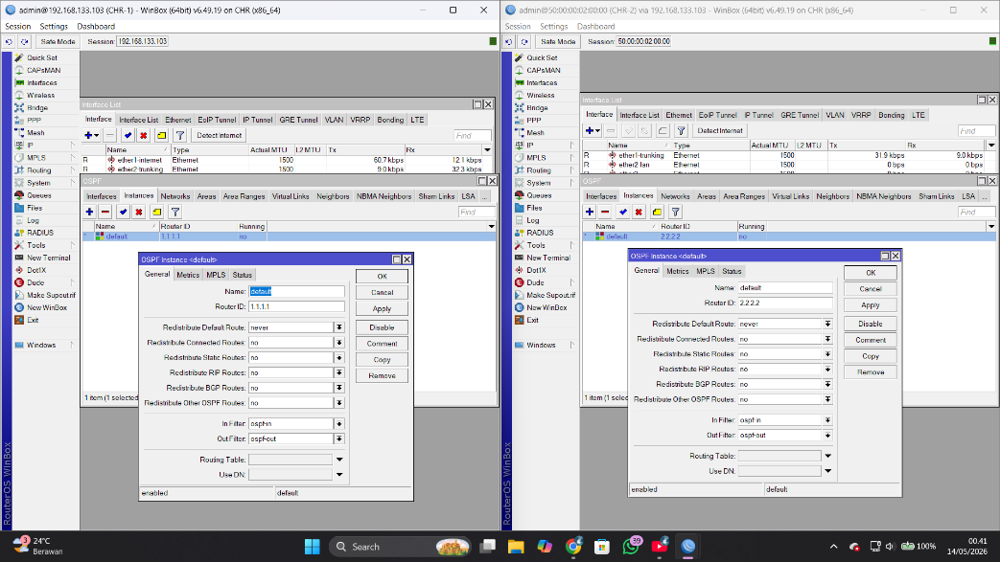 admin@192.168.133.103 (CHR-1) - WinBox (64bit) v6.49.19 on CHR (x86_64)
Session Settings Dashboard
Safe Mode Session: 192.168.133.103
Quick Set
CAPsMAN
Interfaces
Wireless
Bridge
PPP
Mesh
IP
MPLS
Routing
System
Queues
Files
Log
RADIUS
Tools
New Terminal
Dot1X
Dude
Make Supout.rif
New WinBox
Exit
Windows
RouterOS WinBox
Interface List
Interface Interface List Ethernet EoIP Tunnel IP Tunnel GRE Tunnel VLAN VRRP Bonding LTE
Detect Internet Find
Name Type Actual MTU L2 MTU Tx Rx
R ether1-internet Ethernet 1500 60.7 kbps 12.1 kbps
R ether2-trunking Ethernet 1500 9.0 kbps 32.3 kbps
OSPF
Interfaces Instances Networks Areas Area Ranges Virtual Links Neighbors NBMA Neighbors Sham Links LSA ...
Find
Name Router ID Running
* default 1.1.1.1 no
1 item (1 selected
OSPF Instance <default>
General Metrics MPLS Status
Name: default
Router ID: 1.1.1.1
Redistribute Default Route: never
Redistribute Connected Routes: no
Redistribute Static Routes: no
Redistribute RIP Routes: no
Redistribute BGP Routes: no
Redistribute Other OSPF Routes: no
In Filter: ospf-in
Out Filter: ospf-out
Routing Table:
Use DN:
OK
Cancel
Apply
Disable
Comment
Copy
Remove
enabled default
admin@50:00:00:02:00:00 (CHR-2) via 192.168.133.103 - WinBox (64bit) v6.49.19 on CHR (x86_64)
Session Settings Dashboard
Safe Mode Session: 50:00:00:02:00:00
Quick Set
CAPsMAN
Interfaces
Wireless
Bridge
PPP
Mesh
IP
MPLS
Routing
System
Queues
Files
Log
RADIUS
Tools
New Terminal
Dot1X
Dude
Make Supout.rif
New WinBox
Exit
Windows
RouterOS WinBox
Interface List
Interface Interface List Ethernet EoIP Tunnel IP Tunnel GRE Tunnel VLAN VRRP Bonding LTE
Detect Internet Find
Name Type Actual MTU L2 MTU Tx Rx
R ether1-trunking Ethernet 1500 31.9 kbps 9.0 kbps
R ether2 lan Ethernet 1500 0 bps 0 bps
OSPF
Interfaces Instances Networks Areas Area Ranges Virtual Links Neighbors NBMA Neighbors Sham Links LSA ...
Find
Name Router ID Running
* default 2.2.2.2 no
1 item (1 selec
OSPF Instance <default>
General Metrics MPLS Status
Name: default
Router ID: 2.2.2.2
Redistribute Default Route: never
Redistribute Connected Routes: no
Redistribute Static Routes: no
Redistribute RIP Routes: no
Redistribute BGP Routes: no
Redistribute Other OSPF Routes: no
In Filter: ospf-in
Out Filter: ospf-out
Routing Table:
Use DN:
OK
Cancel
Apply
Disable
Comment
Copy
Remove
enabled default
3 24°C
Berawan
Search
39
100%
00.41
14/05/2026